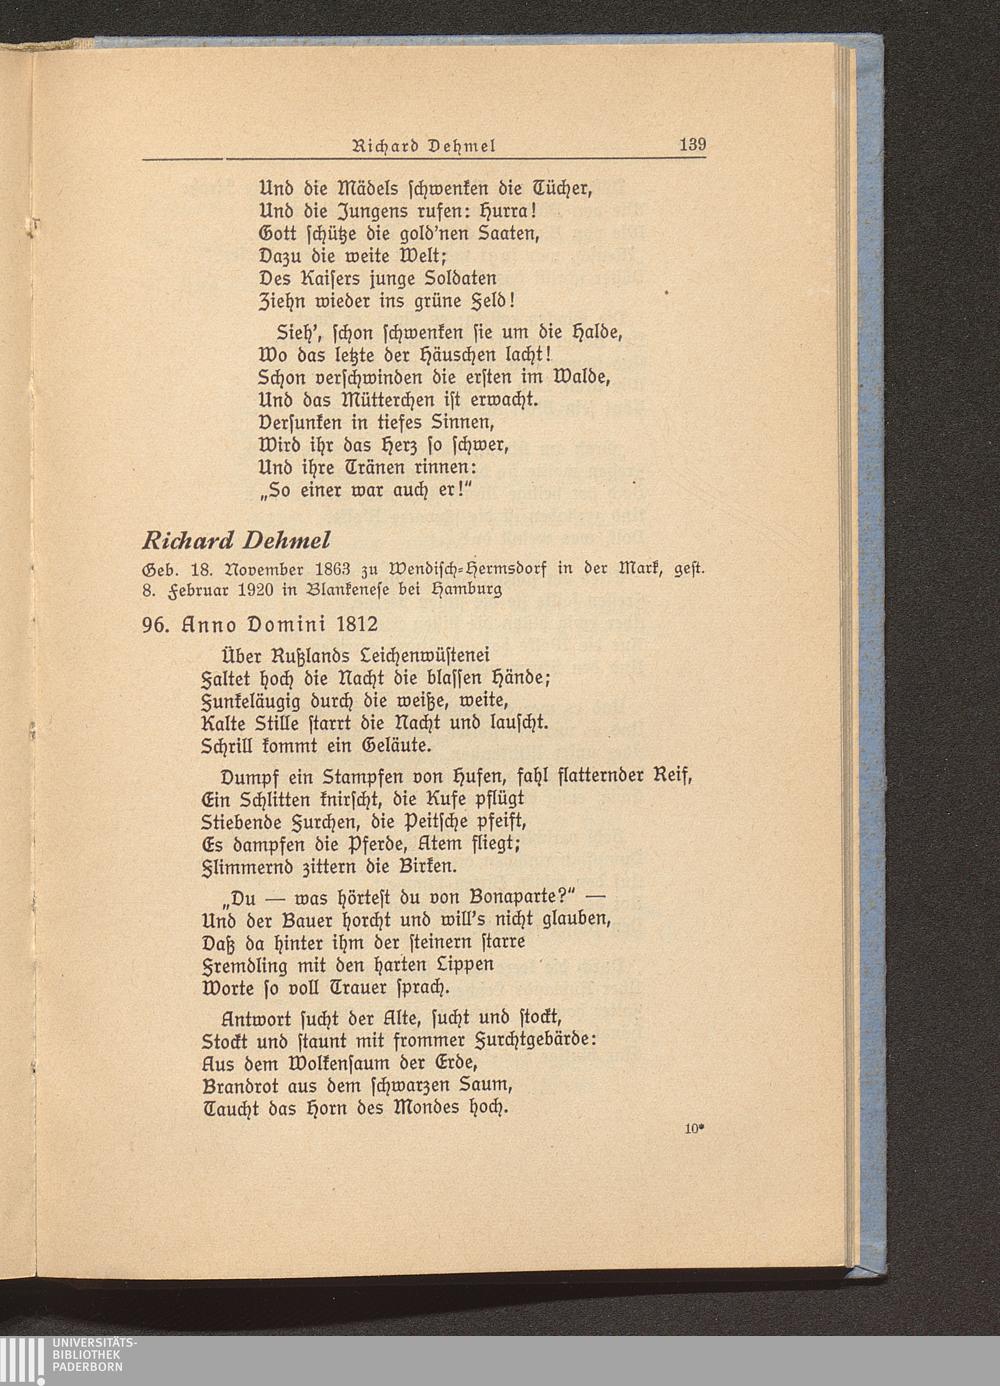 Richard Dehmel 139
Und die Mädels schwenken die Tücher,
Und die Jungens rufen: Hurra!
Gott schütze die gold'nen Saaten,
Dazu die weite Welt;
Des Kaisers junge Soldaten
Ziehn wieder ins grüne Feld!
Sieh', schon schwenken sie um die Halde,
Wo das letzte der Häuschen lacht!
Schon verschwinden die ersten im Walde,
Und das Mütterchen ist erwacht.
Versunken in tiefes Sinnen,
Wird ihr das Herz so schwer,
Und ihre Tränen rinnen:
„So einer war auch er!“
Richard Dehmel
Geb. 18. November 1863 zu Wendisch-Hermsdorf in der Mark, gest.
8. Februar 1920 in Blankenese bei Hamburg
96. Anno Domini 1812
Über Rußlands Leichenwüstenei
Faltet hoch die Nacht die blassen Hände;
Funkeläugig durch die weiße, weite,
Kalte Stille starrt die Nacht und lauscht.
Schrill kommt ein Geläute.
Dumpf ein Stampfen von Hufen, fahl flatternder Reif,
Ein Schlitten knirscht, die Kufe pflügt
Stiebende Furchen, die Peitsche pfeift,
Es dampfen die Pferde, Atem fliegt;
Flimmernd zittern die Birken.
„Du — was hörtest du von Bonaparte?“ —
Und der Bauer horcht und will's nicht glauben,
Daß da hinter ihm der steinern starre
Fremdling mit den harten Lippen
Worte so voll Trauer sprach.
Antwort sucht der Alte, sucht und stockt,
Stockt und staunt mit frommer Furchtgebärde:
Aus dem Wolkensaum der Erde,
Brandrot aus dem schwarzen Saum,
Taucht das Horn des Mondes hoch.
10*
UNIVERSITÄTS-
BIBLIOTHEK
PADERBORN